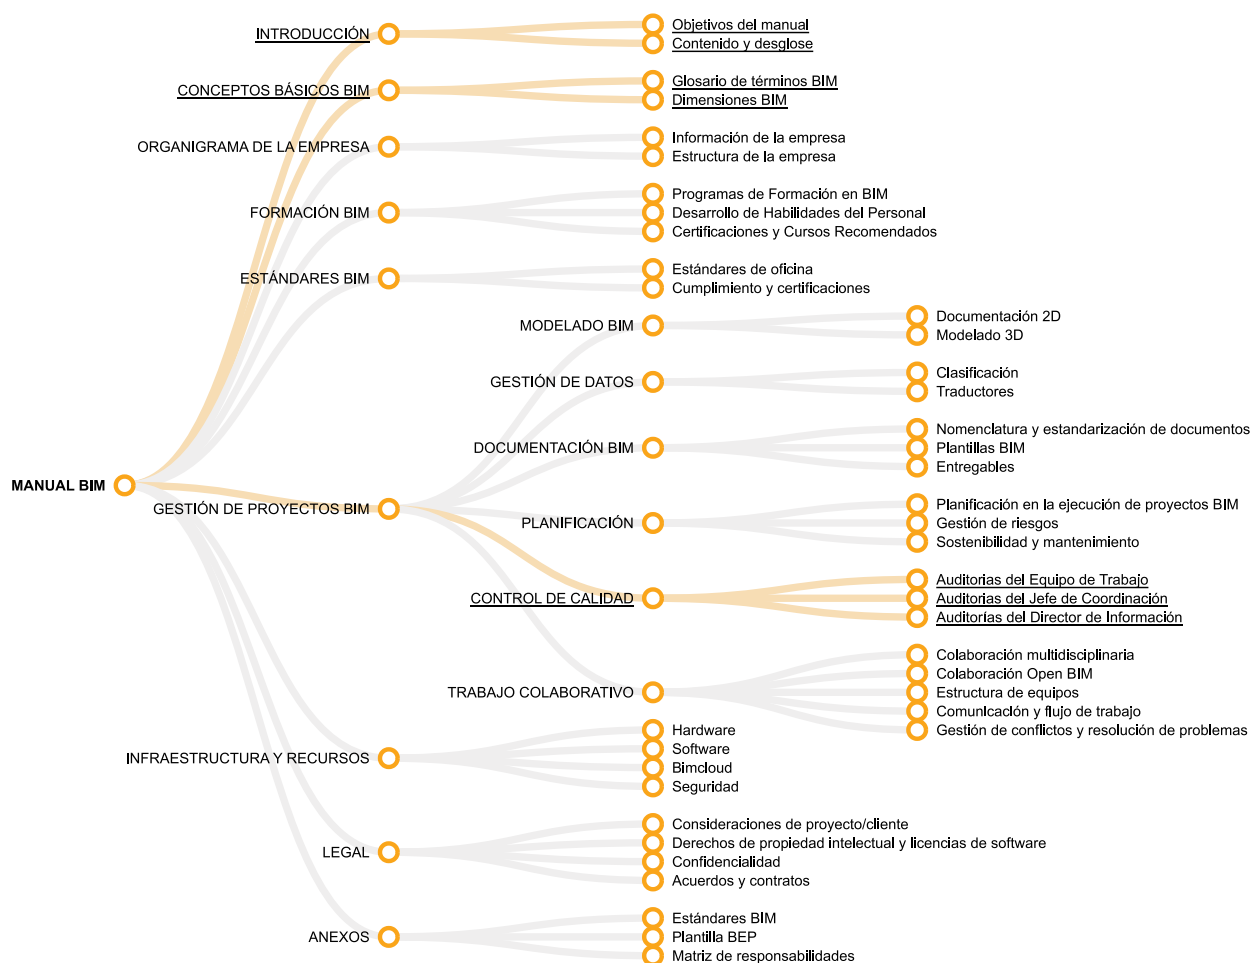 MANUAL BIM
INTRODUCCIÓN
Objetivos del manual
Contenido y desglose
CONCEPTOS BÁSICOS BIM
Glosario de términos BIM
Dimensiones BIM
ORGANIGRAMA DE LA EMPRESA
Información de la empresa
Estructura de la empresa
FORMACIÓN BIM
Programas de Formación en BIM
Desarrollo de Habilidades del Personal
Certificaciones y Cursos Recomendados
ESTÁNDARES BIM
Estándares de oficina
Cumplimiento y certificaciones
GESTIÓN DE PROYECTOS BIM
MODELADO BIM
Documentación 2D
Modelado 3D
GESTIÓN DE DATOS
Clasificación
Traductores
DOCUMENTACIÓN BIM
Nomenclatura y estandarización de documentos
Plantillas BIM
Entregables
PLANIFICACIÓN
Planificación en la ejecución de proyectos BIM
Gestión de riesgos
Sostenibilidad y mantenimiento
CONTROL DE CALIDAD
Auditorias del Equipo de Trabajo
Auditorias del Jefe de Coordinación
Auditorías del Director de Información
TRABAJO COLABORATIVO
Colaboración multidisciplinaria
Colaboración Open BIM
Estructura de equipos
Comunicación y flujo de trabajo
Gestión de conflictos y resolución de problemas
INFRAESTRUCTURA Y RECURSOS
Hardware
Software
Bimcloud
Seguridad
LEGAL
Consideraciones de proyecto/cliente
Derechos de propiedad intelectual y licencias de software
Confidencialidad
Acuerdos y contratos
ANEXOS
Estándares BIM
Plantilla BEP
Matriz de responsabilidades